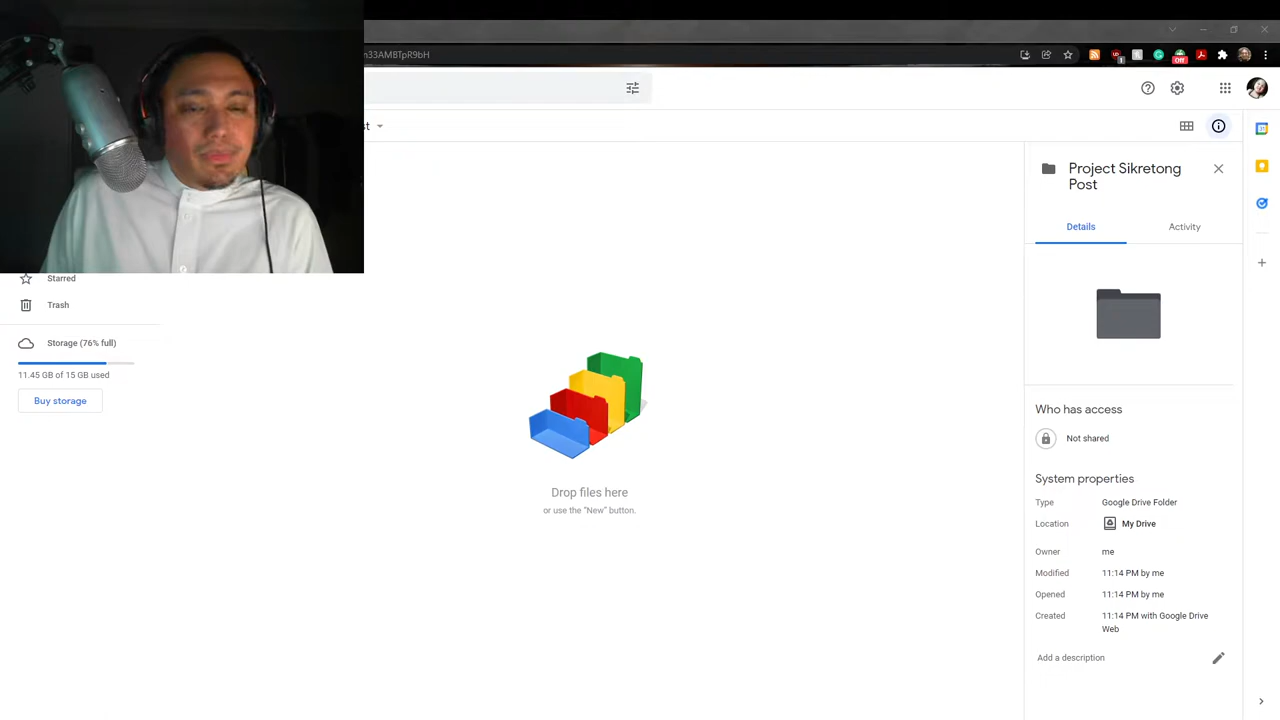 n33AMBTpR9bH
1
Off
st
Project Sikretong
Post
Details
Activity
Starred
Trash
Storage (76% full)
11.45 GB of 15 GB used
Buy storage
Drop files here
or use the "New" button.
Who has access
Not shared
System properties
Type
Google Drive Folder
Location
My Drive
Owner
me
Modified
11:14 PM by me
Opened
11:14 PM by me
Created
11:14 PM with Google Drive
Web
Add a description